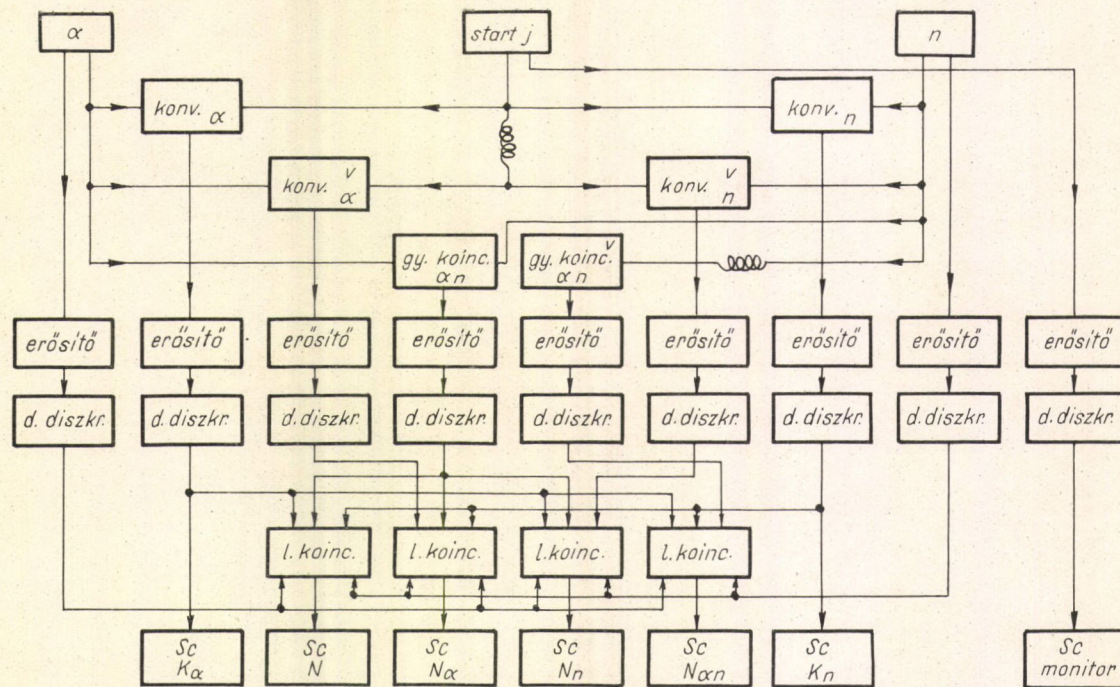 α
start j
n
konv. α
konv. n
konv. v α
konv. v n
gy. koinc. α n
gy. koinc. v α n
erősítő
erősítő
erősítő
erősítő
erősítő
erősítő
erősítő
erősítő
erősítő
d. diszkr.
d. diszkr.
d. diszkr.
d. diszkr.
d. diszkr.
d. diszkr.
d. diszkr.
d. diszkr.
d. diszkr.
l. koinc.
l. koinc.
l. koinc.
l. koinc.
Sc
Kα
Sc
N
Sc
Nα
Sc
Nn
Sc
Nαn
Sc
Kn
Sc
monitor